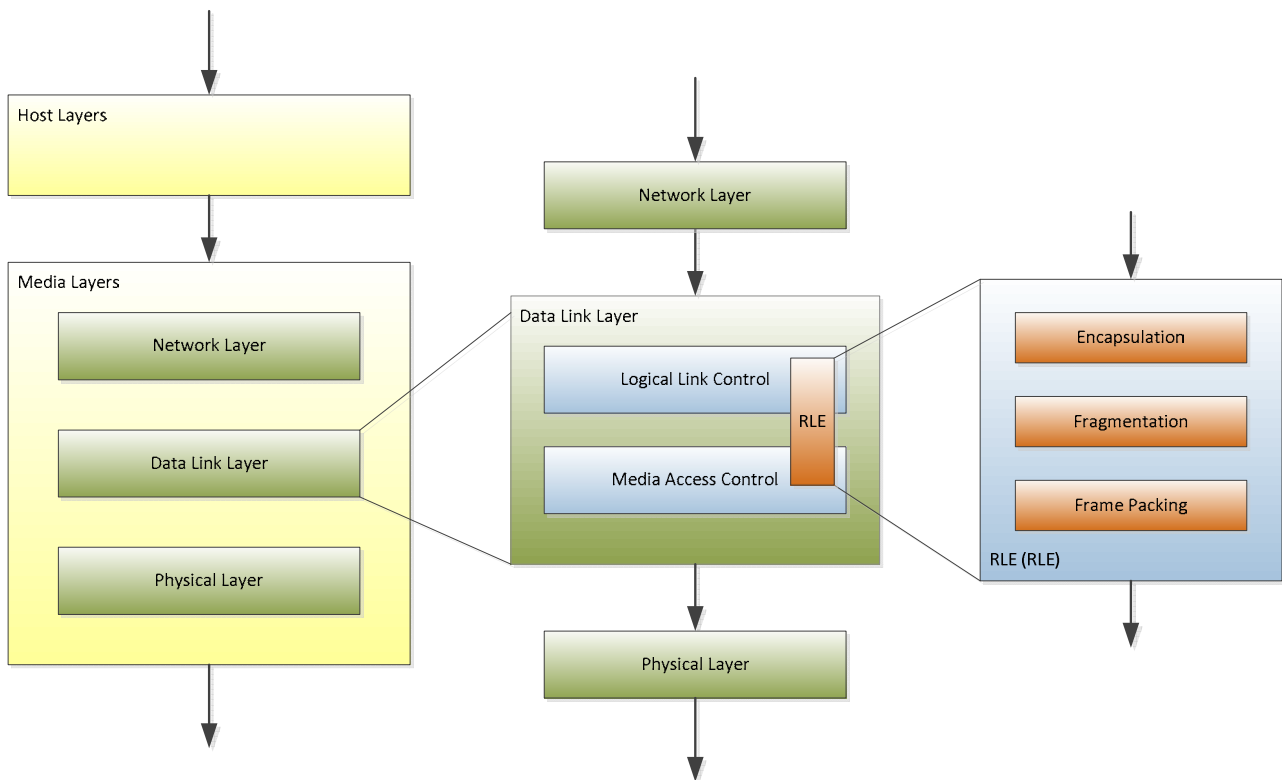 Host Layers
Media Layers
Network Layer
Data Link Layer
Physical Layer
Network Layer
Data Link Layer
Logical Link Control
RLE
Media Access Control
Physical Layer
Encapsulation
Fragmentation
Frame Packing
RLE (RLE)